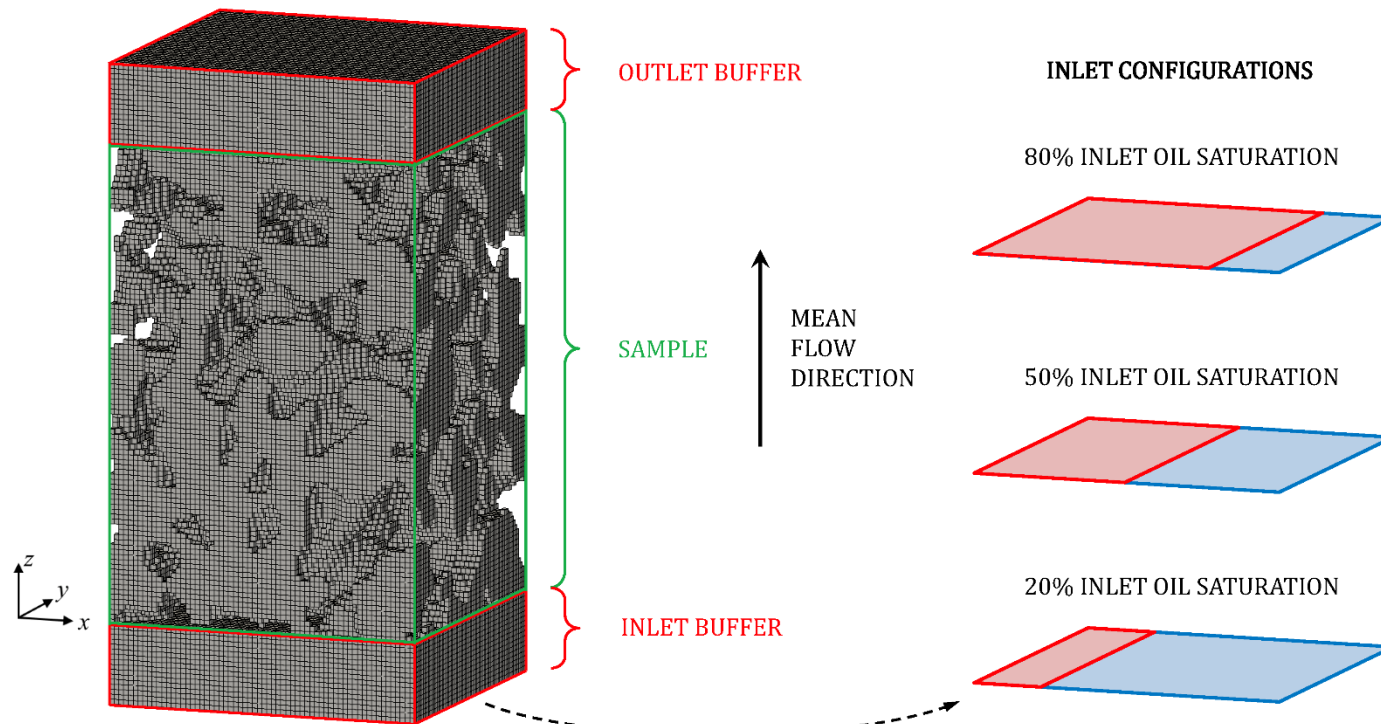 OUTLET BUFFER
SAMPLE
INLET BUFFER
z
y
x
MEAN
FLOW
DIRECTION
INLET CONFIGURATIONS
80% INLET OIL SATURATION
50% INLET OIL SATURATION
20% INLET OIL SATURATION